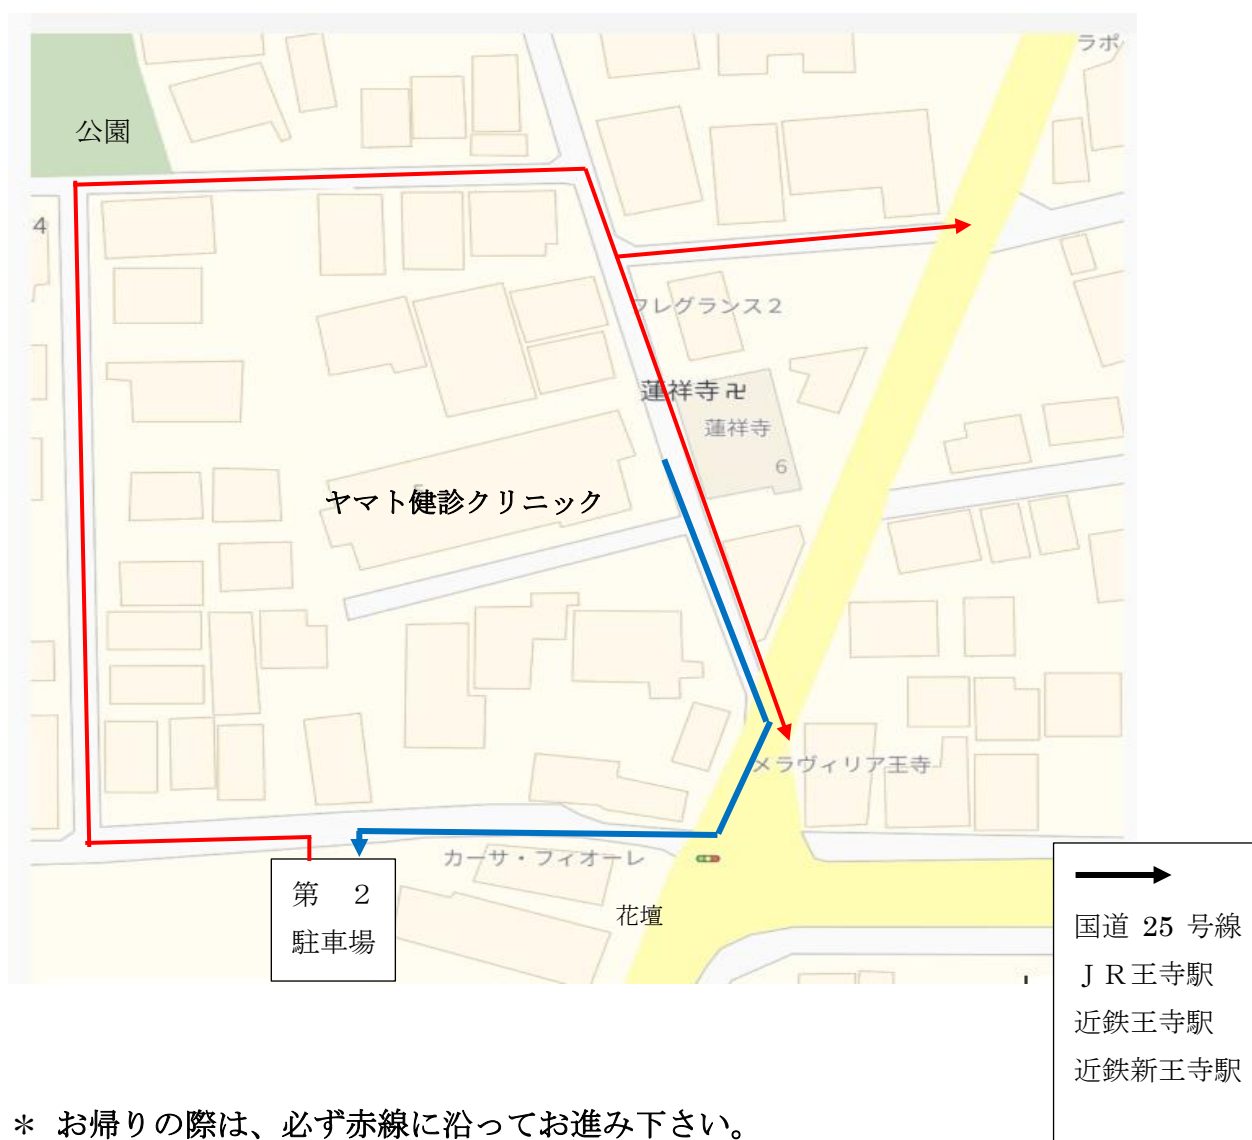 ラポ
公園
4
フレグランス2
蓮祥寺卍
蓮祥寺
6
ヤマト健診クリニック
メラヴィリア王寺
カーサ・フィオーレ
第 2
駐車場
花壇
国道 25 号線
JR王寺駅
近鉄王寺駅
近鉄新王寺駅
＊ お帰りの際は、必ず赤線に沿ってお進み下さい。